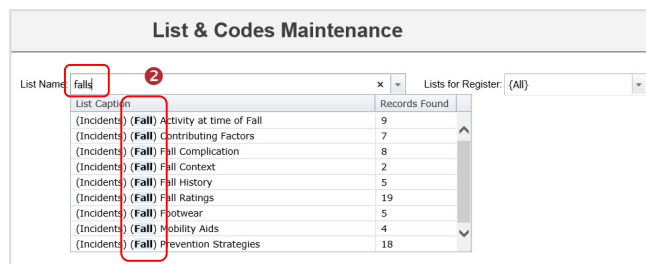 List & Codes Maintenance
2
List Name: falls x Lists for Register: {All}
List Caption Records Found
(Incidents) (Fall) Activity at time of Fall 9
(Incidents) (Fall) Contributing Factors 7
(Incidents) (Fall) Fall Complication 8
(Incidents) (Fall) Fall Context 2
(Incidents) (Fall) Fall History 5
(Incidents) (Fall) Fall Ratings 19
(Incidents) (Fall) Footwear 5
(Incidents) (Fall) Mobility Aids 4
(Incidents) (Fall) Prevention Strategies 18